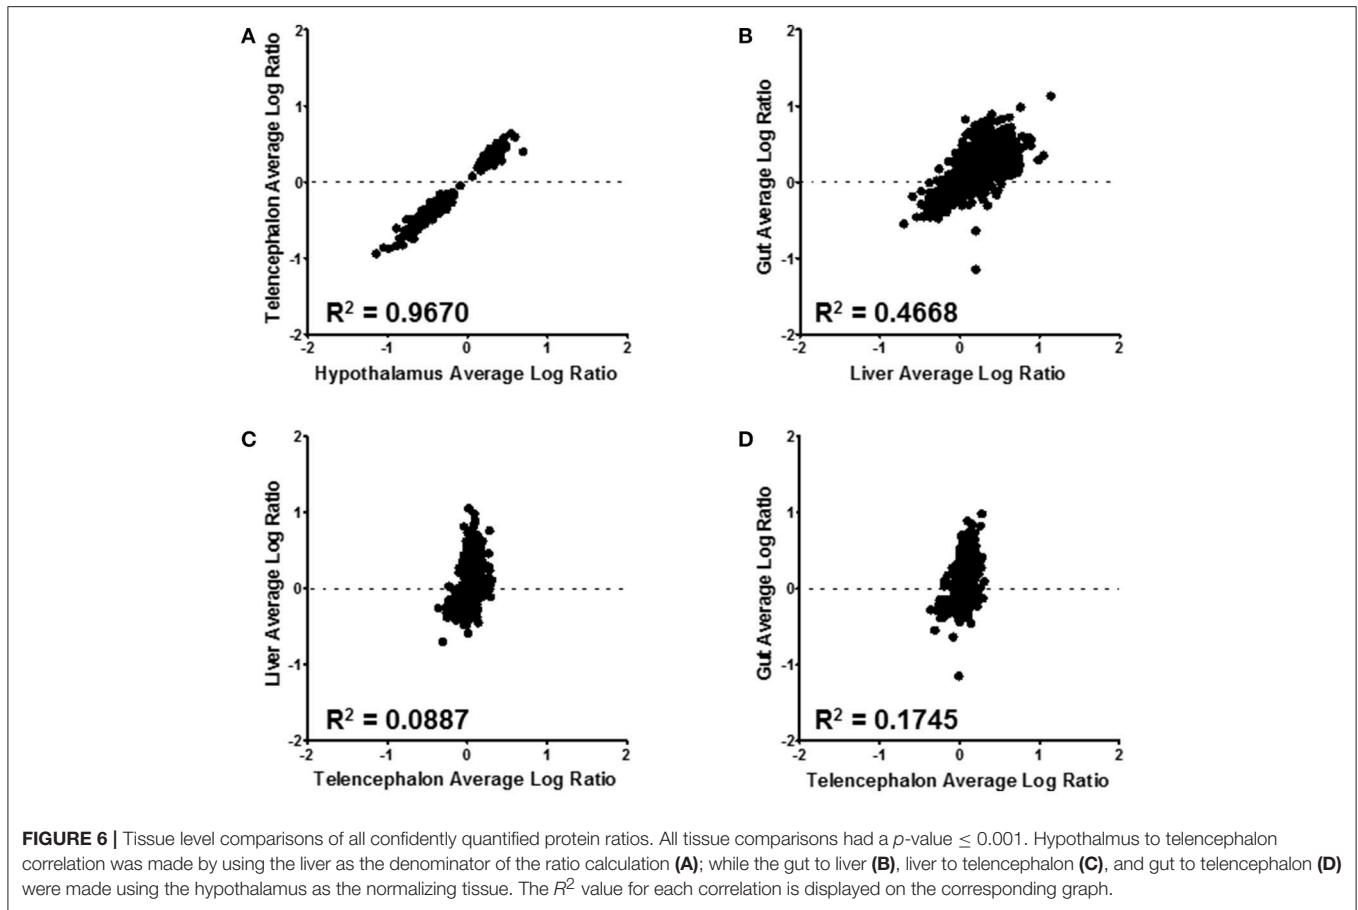 A
2
1
0
-1
-2
-2
-1
0
1
2
Telencephalon Average Log Ratio
R² = 0.9670
Hypothalamus Average Log Ratio
B
2
1
0
-1
-2
-2
-1
0
1
2
Gut Average Log Ratio
R² = 0.4668
Liver Average Log Ratio
C
2
1
0
-1
-2
-2
-1
0
1
2
Liver Average Log Ratio
R² = 0.0887
Telencephalon Average Log Ratio
D
2
1
0
-1
-2
-2
-1
0
1
2
Gut Average Log Ratio
R² = 0.1745
Telencephalon Average Log Ratio
FIGURE 6 | Tissue level comparisons of all confidently quantified protein ratios. All tissue comparisons had a p-value ≤ 0.001. Hypothalmus to telencephalon
correlation was made by using the liver as the denominator of the ratio calculation (A); while the gut to liver (B), liver to telencephalon (C), and gut to telencephalon (D)
were made using the hypothalamus as the normalizing tissue. The R² value for each correlation is displayed on the corresponding graph.